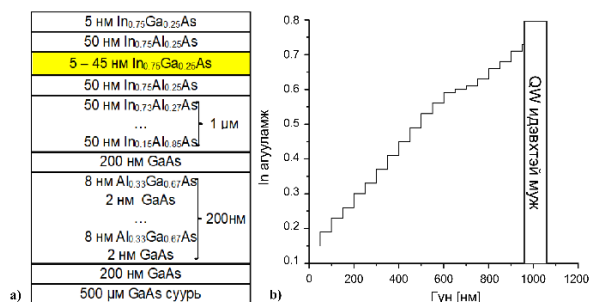 5 нм In0.75Ga0.25As
50 нм In0.75Al0.25As
5 – 45 нм In0.75Ga0.25As
50 нм In0.75Al0.25As
50 нм In0.73Al0.27As
...
50 нм In0.15Al0.85As
1 μм
200 нм GaAs
8 нм Al0.33Ga0.67As
2 нм GaAs
...
8 нм Al0.33Ga0.67As
2 нм GaAs
200нм
200 нм GaAs
500 μм GaAs суурь
a)
0.8
0.7
0.6
0.5
0.4
0.3
0.2
0.1
In агууламж
QW идэвхтэй муж
0
200
400
600
800
1000
1200
Гүн [нм]
b)